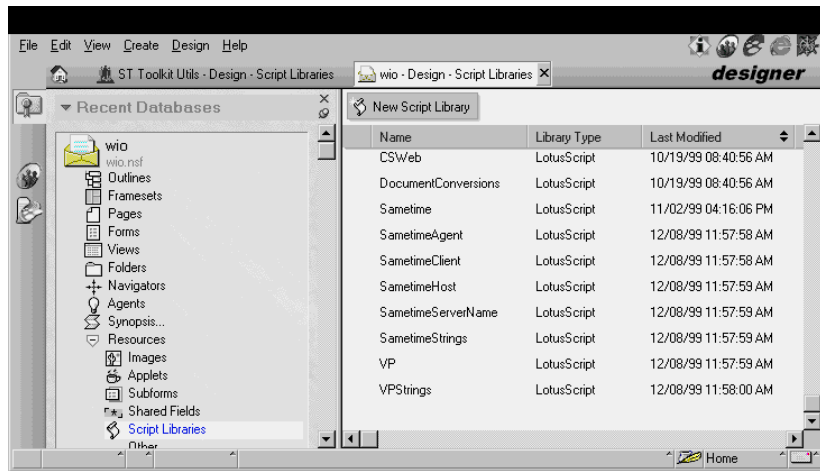 File Edit View Create Design Help
designer
ST Toolkit Utils - Design - Script Libraries
wio - Design - Script Libraries
Recent Databases
New Script Library
wio
wio.nsf
Outlines
Framesets
Pages
Forms
Views
Folders
Navigators
Agents
Synopsis...
Resources
Images
Applets
Subforms
Shared Fields
Script Libraries
Other
Name Library Type Last Modified
CSWeb LotusScript 10/19/99 08:40:56 AM
DocumentConversions LotusScript 10/19/99 08:40:56 AM
Sametime LotusScript 11/02/99 04:16:06 PM
SametimeAgent LotusScript 12/08/99 11:57:58 AM
SametimeClient LotusScript 12/08/99 11:57:58 AM
SametimeHost LotusScript 12/08/99 11:57:59 AM
SametimeServerName LotusScript 12/08/99 11:57:59 AM
SametimeStrings LotusScript 12/08/99 11:57:59 AM
VP LotusScript 12/08/99 11:57:59 AM
VPStrings LotusScript 12/08/99 11:58:00 AM
Home